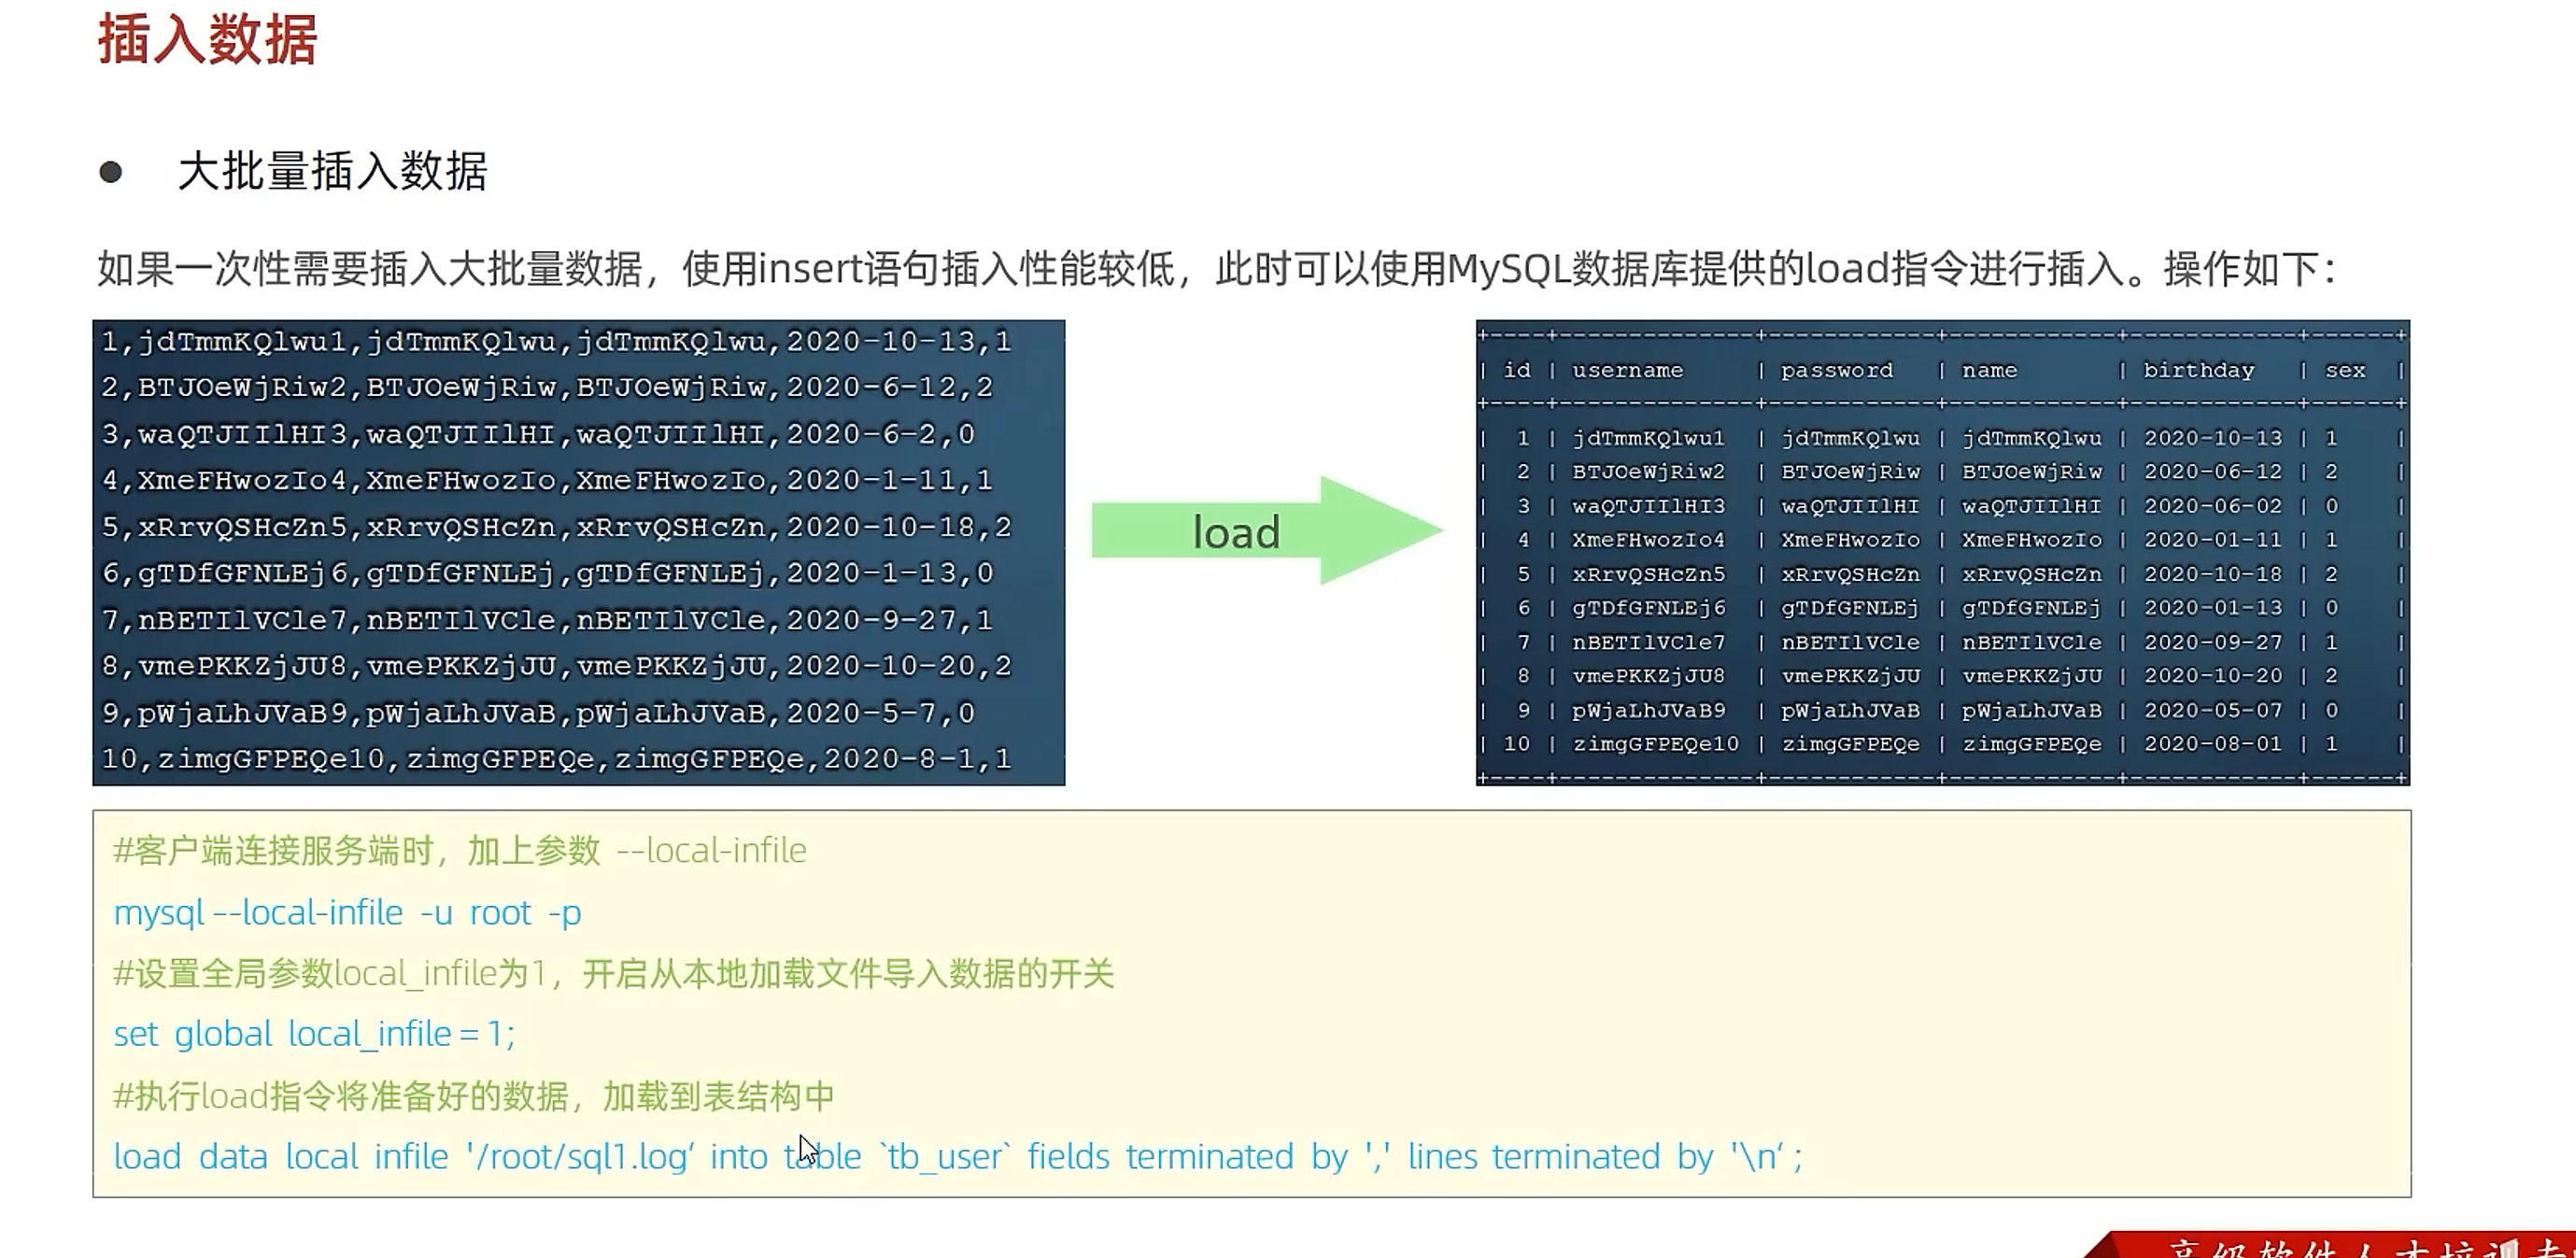 插入数据
● 大批量插入数据
如果一次性需要插入大批量数据，使用insert语句插入性能较低，此时可以使用MySQL数据库提供的load指令进行插入。操作如下：
1,jdTmmKQlwu1,jdTmmKQlwu,jdTmmKQlwu,2020-10-13,1
2,BTJOeWjRiw2,BTJOeWjRiw,BTJOeWjRiw,2020-6-12,2
3,waQTJIIlHI3,waQTJIIlHI,waQTJIIlHI,2020-6-2,0
4,XmeFHwozIo4,XmeFHwozIo,XmeFHwozIo,2020-1-11,1
5,xRrvQSHcZn5,xRrvQSHcZn,xRrvQSHcZn,2020-10-18,2
6,gTDfGFNLEj6,gTDfGFNLEj,gTDfGFNLEj,2020-1-13,0
7,nBETIlVCle7,nBETIlVCle,nBETIlVCle,2020-9-27,1
8,vmePKKZjJU8,vmePKKZjJU,vmePKKZjJU,2020-10-20,2
9,pWjaLhJVaB9,pWjaLhJVaB,pWjaLhJVaB,2020-5-7,0
10,zimgGFPEQe10,zimgGFPEQe,zimgGFPEQe,2020-8-1,1
load
| id | username | password | name | birthday | sex |
| 1 | jdTmmKQlwu1 | jdTmmKQlwu | jdTmmKQlwu | 2020-10-13 | 1 |
| 2 | BTJOeWjRiw2 | BTJOeWjRiw | BTJOeWjRiw | 2020-06-12 | 2 |
| 3 | waQTJIIlHI3 | waQTJIIlHI | waQTJIIlHI | 2020-06-02 | 0 |
| 4 | XmeFHwozIo4 | XmeFHwozIo | XmeFHwozIo | 2020-01-11 | 1 |
| 5 | xRrvQSHcZn5 | xRrvQSHcZn | xRrvQSHcZn | 2020-10-18 | 2 |
| 6 | gTDfGFNLEj6 | gTDfGFNLEj | gTDfGFNLEj | 2020-01-13 | 0 |
| 7 | nBETIlVCle7 | nBETIlVCle | nBETIlVCle | 2020-09-27 | 1 |
| 8 | vmePKKZjJU8 | vmePKKZjJU | vmePKKZjJU | 2020-10-20 | 2 |
| 9 | pWjaLhJVaB9 | pWjaLhJVaB | pWjaLhJVaB | 2020-05-07 | 0 |
| 10 | zimgGFPEQe10 | zimgGFPEQe | zimgGFPEQe | 2020-08-01 | 1 |
#客户端连接服务端时，加上参数 --local-infile
mysql --local-infile -u root -p
#设置全局参数local_infile为1，开启从本地加载文件导入数据的开关
set global local_infile = 1;
#执行load指令将准备好的数据，加载到表结构中
load data local infile '/root/sql1.log‘ into table `tb_user` fields terminated by ',' lines terminated by '\n‘ ;
高级软件人才培训